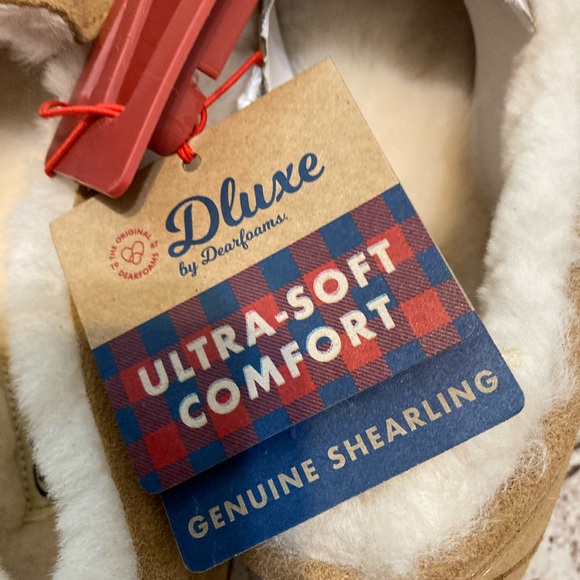 Dluxe
by Dearfoams.
THE ORIGINAL
DEARFOAMS
ULTRA-SOFT
COMFORT
GENUINE SHEARLING